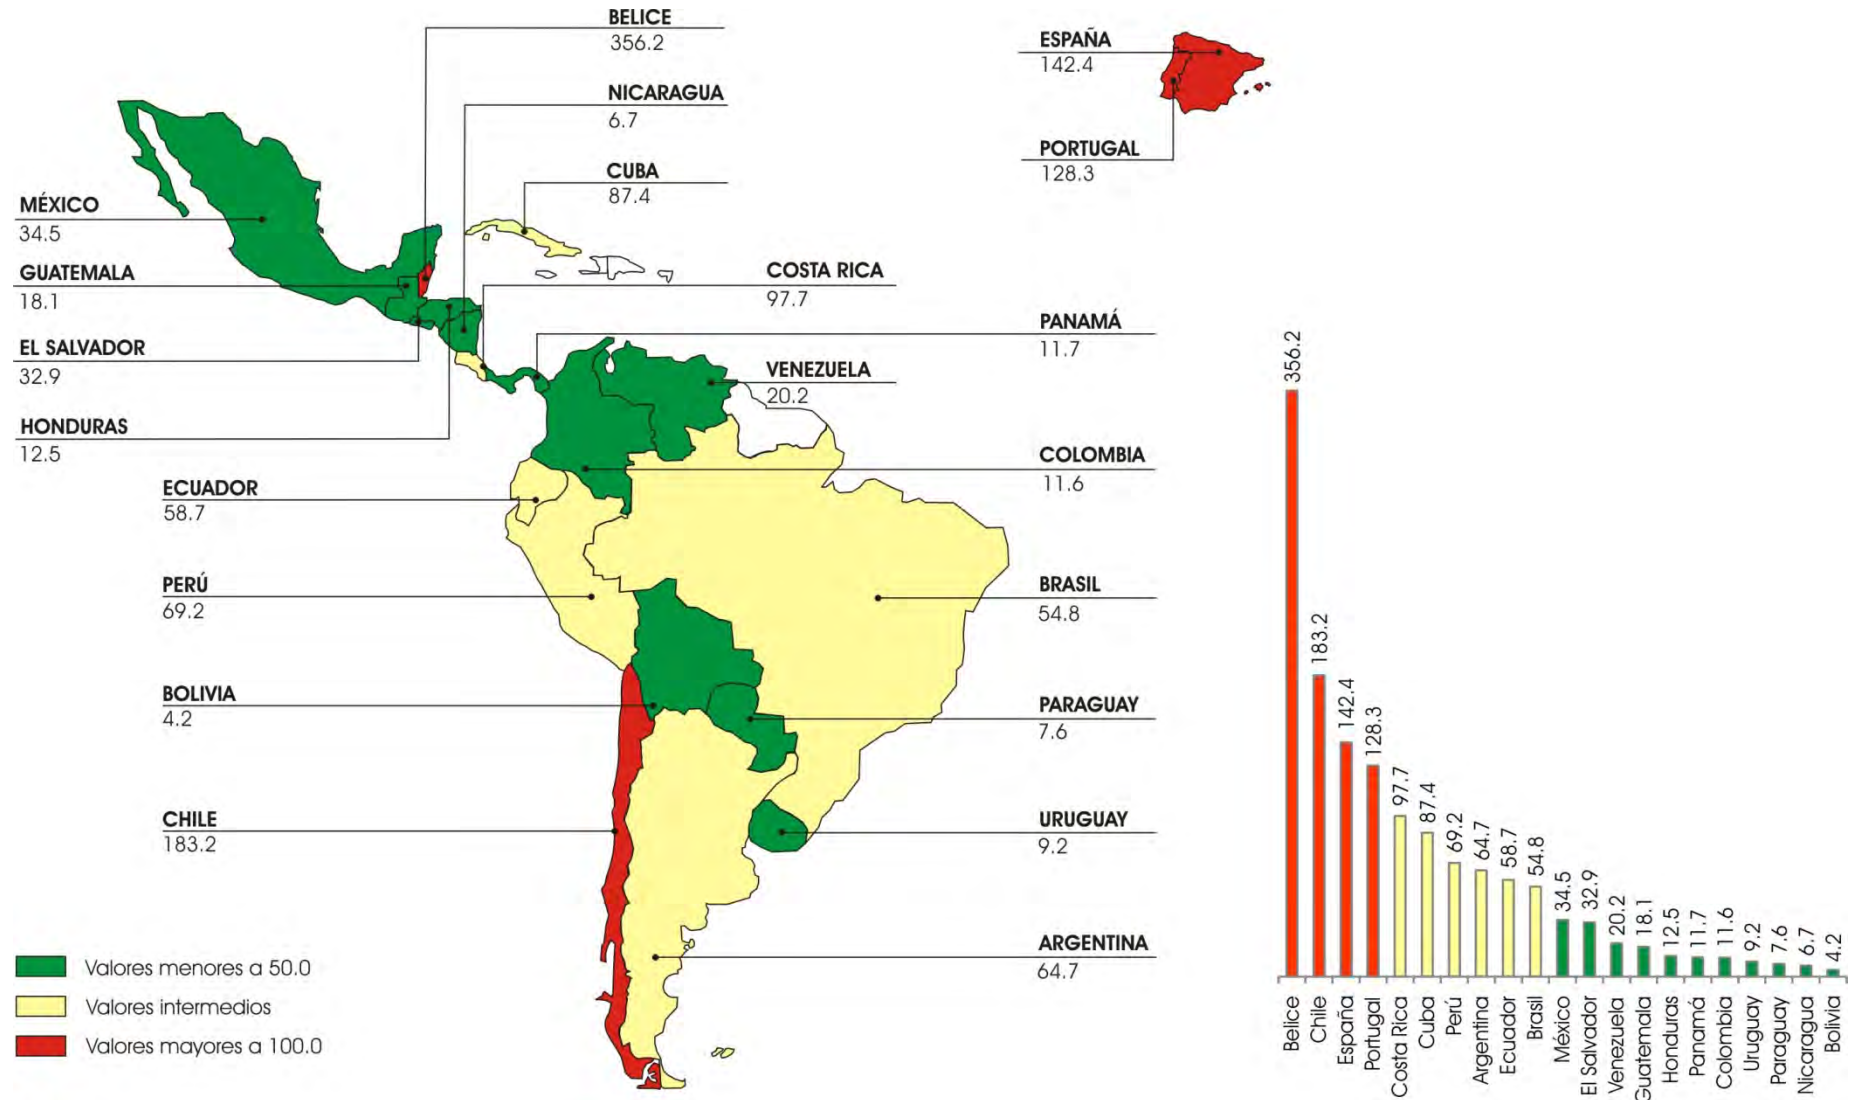 BELICE
356.2
NICARAGUA
6.7
CUBA
87.4
MÉXICO
34.5
GUATEMALA
18.1
EL SALVADOR
32.9
HONDURAS
12.5
COSTA RICA
97.7
PANAMÁ
11.7
VENEZUELA
20.2
COLOMBIA
11.6
ECUADOR
58.7
PERÚ
69.2
BRASIL
54.8
BOLIVIA
4.2
PARAGUAY
7.6
CHILE
183.2
URUGUAY
9.2
ARGENTINA
64.7
ESPAÑA
142.4
PORTUGAL
128.3
Valores menores a 50.0
Valores intermedios
Valores mayores a 100.0
356.2
183.2
142.4
128.3
97.7
87.4
69.2
64.7
58.7
54.8
34.5
32.9
20.2
18.1
12.5
11.7
11.6
9.2
7.6
6.7
4.2
Belice
Chile
España
Portugal
Costa Rica
Cuba
Perú
Argentina
Ecuador
Brasil
México
El Salvador
Venezuela
Guatemala
Honduras
Panamá
Colombia
Uruguay
Paraguay
Nicaragua
Bolivia